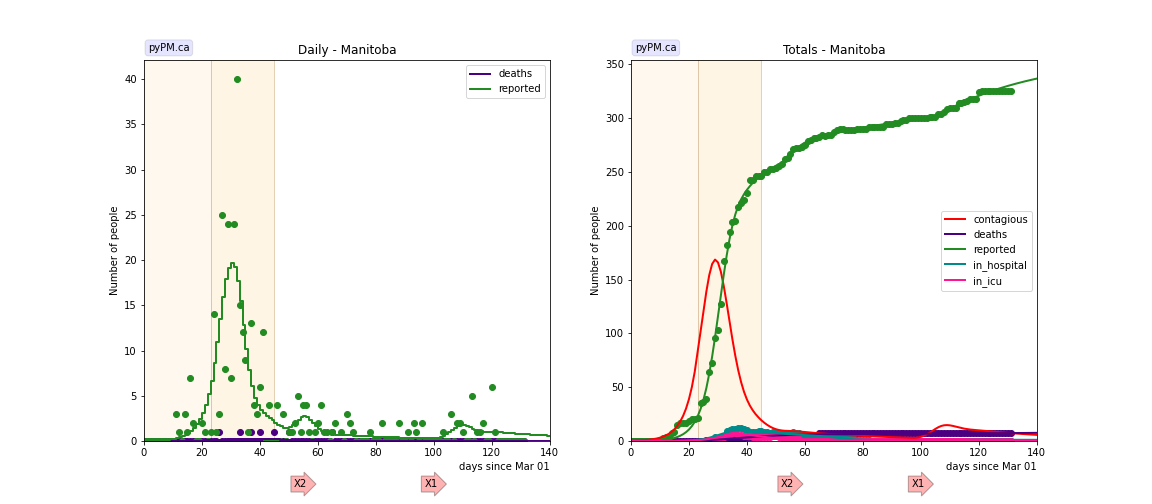 pyPM.ca
Daily - Manitoba
Number of people
40
35
30
25
20
15
10
5
0
deaths
reported
0 20 40 60 80 100 120 140
days since Mar 01
X2 X1
pyPM.ca
Totals - Manitoba
Number of people
350
300
250
200
150
100
50
0
contagious
deaths
reported
in_hospital
in_icu
0 20 40 60 80 100 120 140
days since Mar 01
X2 X1